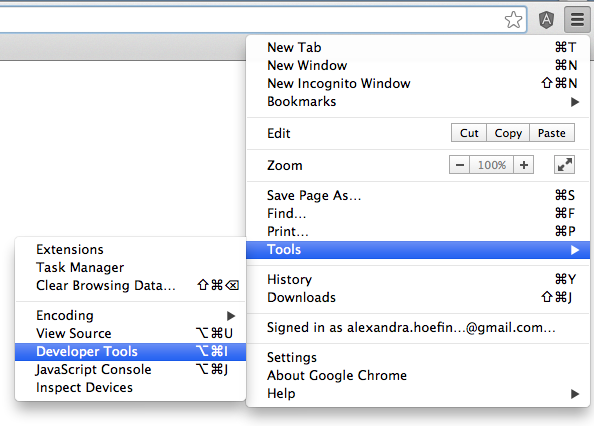 New Tab ⌘T
New Window ⌘N
New Incognito Window ⇧⌘N
Bookmarks ▶
Edit Cut Copy Paste
Zoom − 100% +
Save Page As... ⌘S
Find... ⌘F
Print... ⌘P
Tools ▶
History ⌘Y
Downloads ⇧⌘J
Signed in as alexandra.hoefin...@gmail.com...
Settings
About Google Chrome
Help ▶
Extensions
Task Manager
Clear Browsing Data... ⇧⌘⌫
Encoding ▶
View Source ⌥⌘U
Developer Tools ⌥⌘I
JavaScript Console ⌥⌘J
Inspect Devices